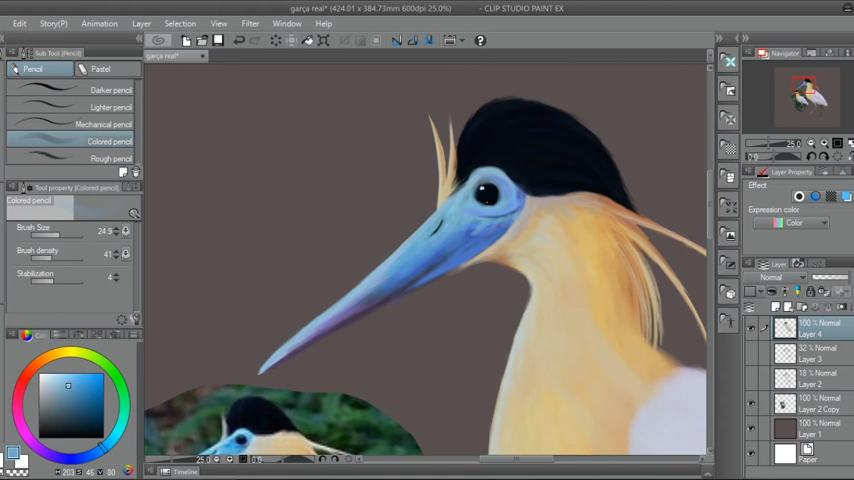 garça real* (424.01 x 384.73mm 600dpi 25.0%) - CLIP STUDIO PAINT EX
Edit Story(P) Animation Layer Selection View Filter Window Help
Sub Tool (Pencil)
garça real*
Navigator
Pencil Pastel
Darker pencil
Lighter pencil
Mechanical pencil
Colored pencil
Rough pencil
25.0
0.0
Tool property (Colored pencil)
Layer Property
Colored pencil
Effect
Brush Size 24.9
Brush density 41
Stabilization 4
Expression color
Color
Layer
Normal
100 % Normal
Layer 4
32 % Normal
Layer 3
18 % Normal
Layer 2
100 % Normal
Layer 2 Copy
100 % Normal
Layer 1
Paper
H 203 S 46 V 80
25.0 0.0
Timeline